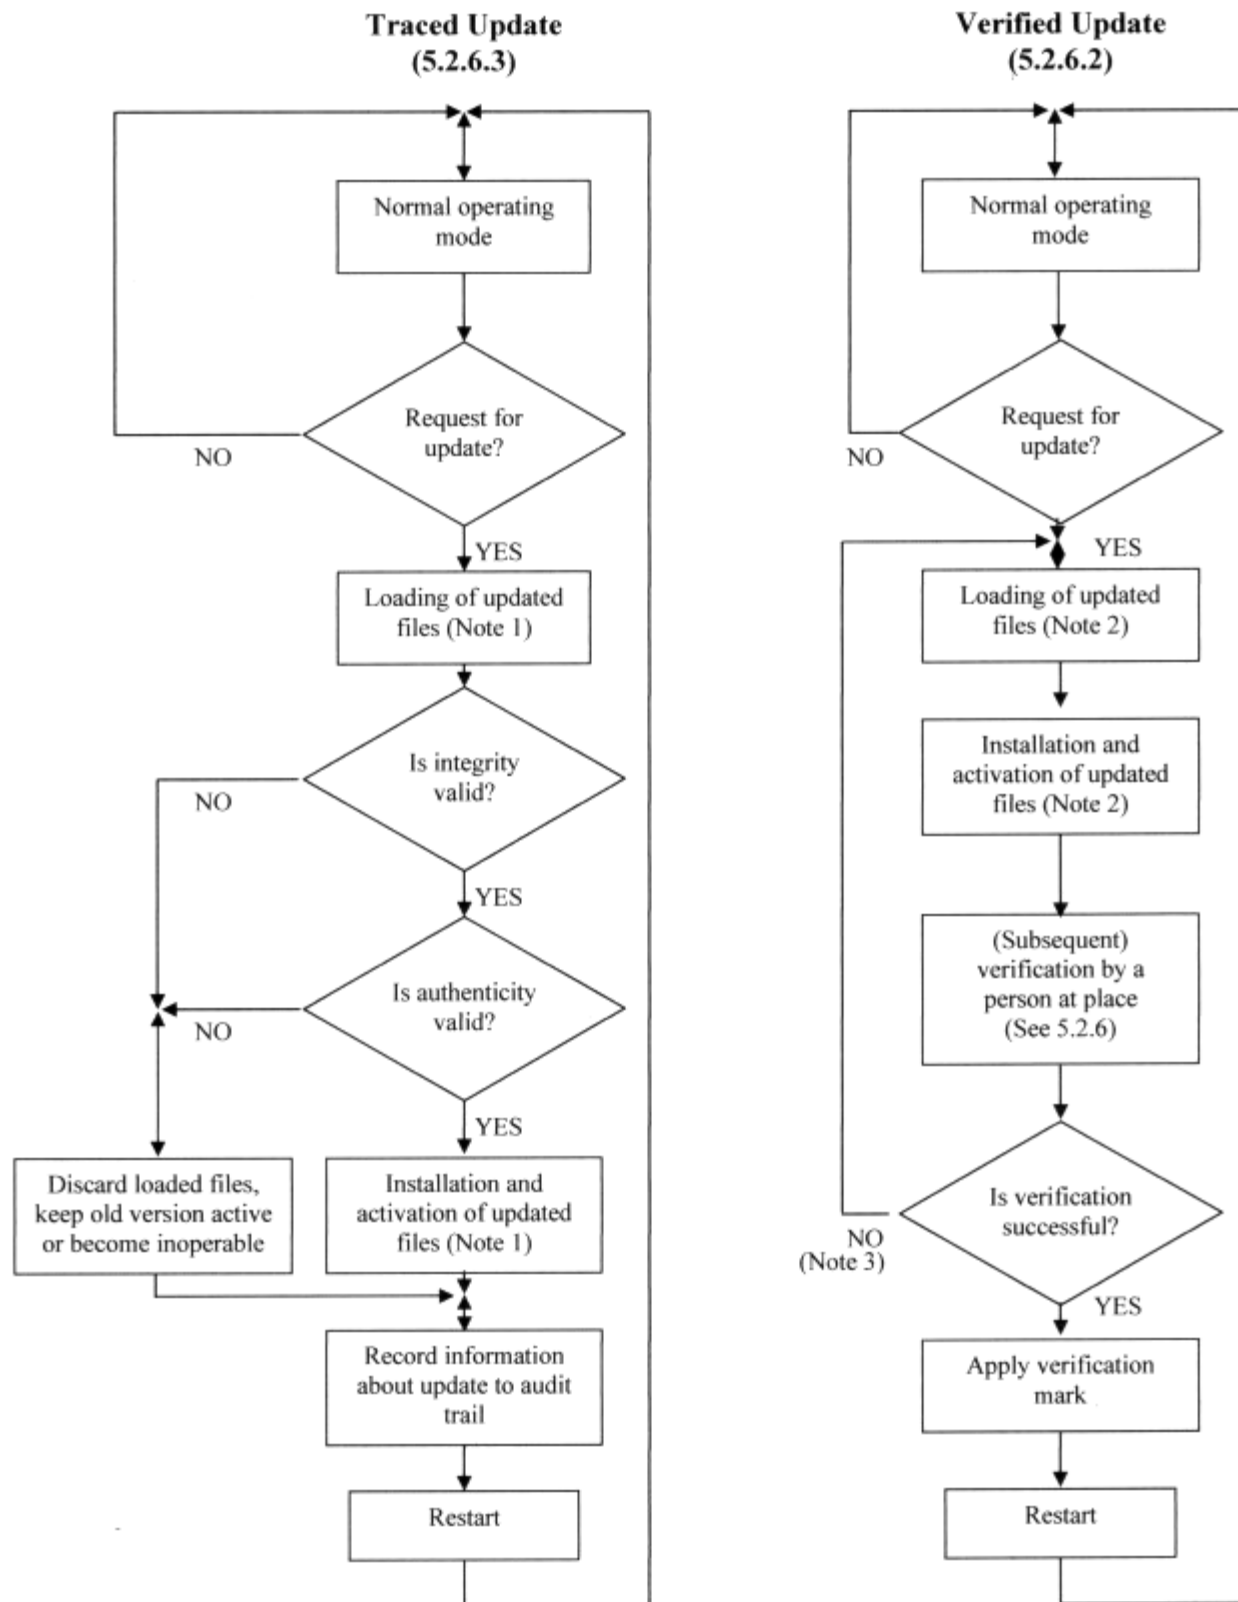 Traced Update
(5.2.6.3)
Normal operating
mode
Request for
update?
NO
YES
Loading of updated
files (Note 1)
Is integrity
valid?
NO
YES
Is authenticity
valid?
NO
YES
Discard loaded files,
keep old version active
or become inoperable
Installation and
activation of updated
files (Note 1)
Record information
about update to audit
trail
Restart
Verified Update
(5.2.6.2)
Normal operating
mode
Request for
update?
NO
YES
Loading of updated
files (Note 2)
Installation and
activation of updated
files (Note 2)
(Subsequent)
verification by a
person at place
(See 5.2.6)
Is verification
successful?
NO
(Note 3)
YES
Apply verification
mark
Restart